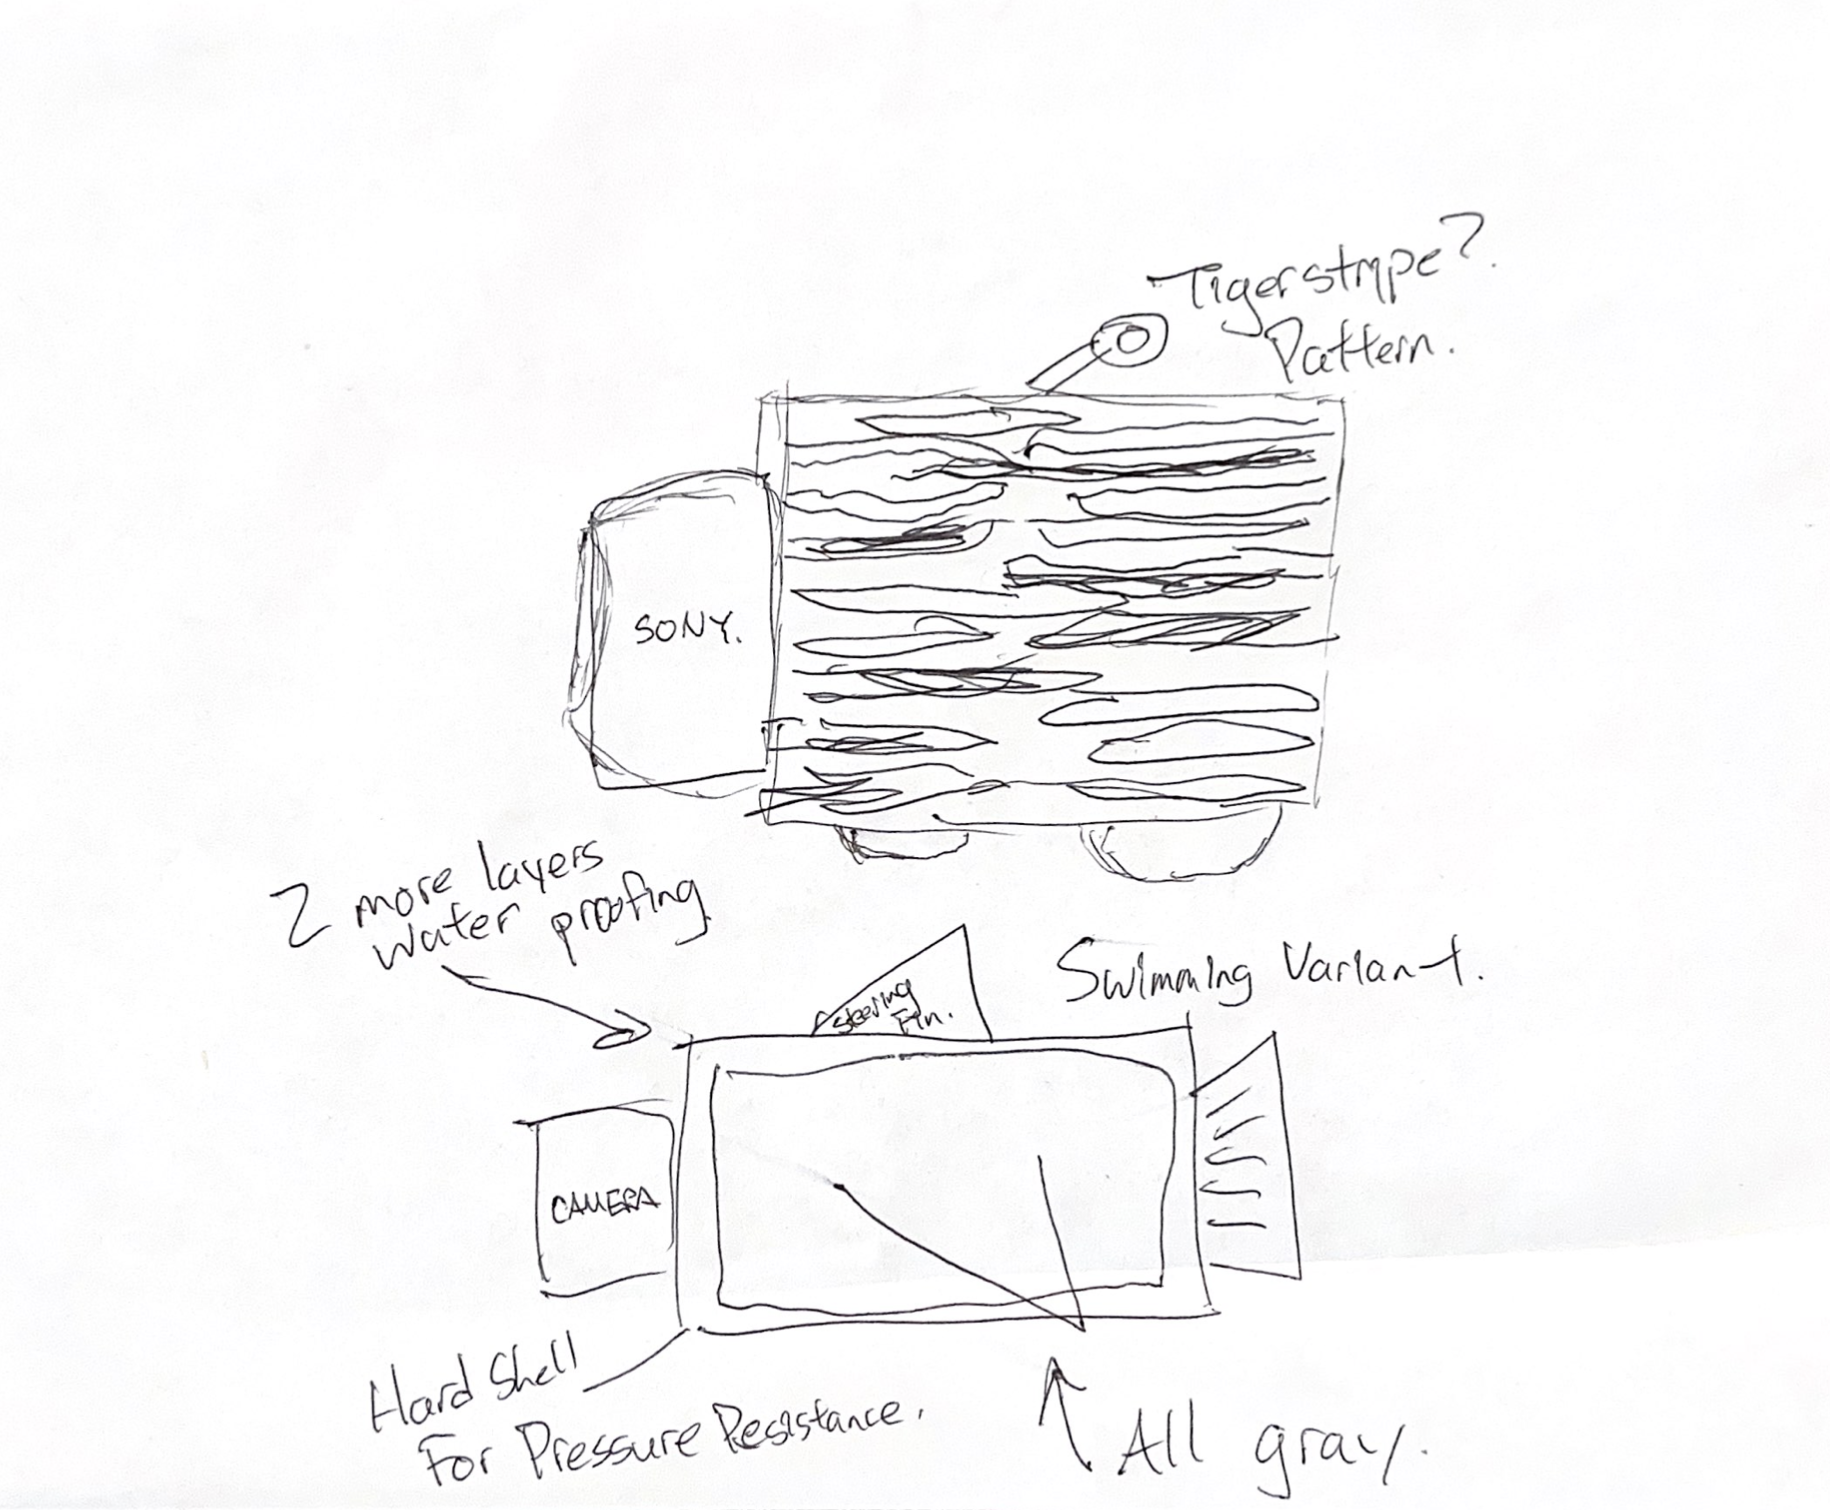 Tigerstripe?
Pattern.
SONY.
2 more layers
water proofing
Swimming Variant.
Steering
Fin.
CAMERA
Hard Shell
For Pressure Resistance.
All gray.